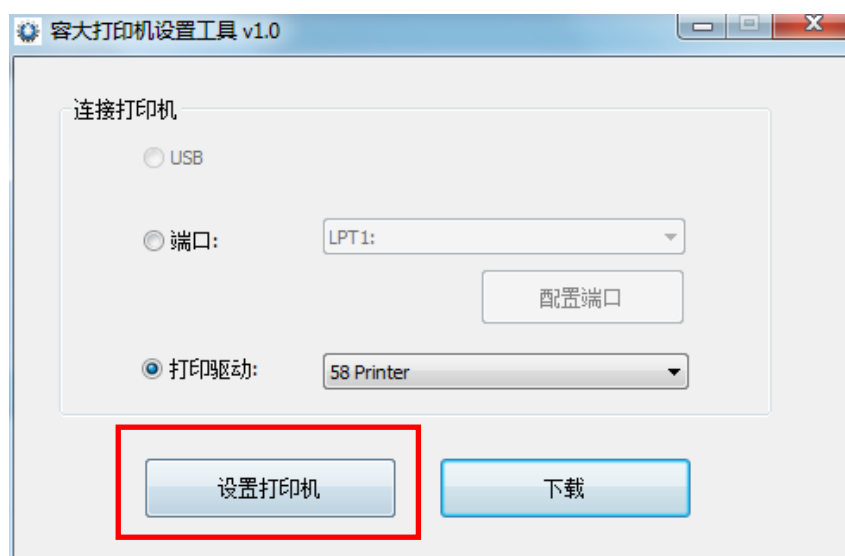 容大打印机设置工具 v1.0
连接打印机
USB
端口:
LPT1:
配置端口
打印驱动:
58 Printer
设置打印机
下载